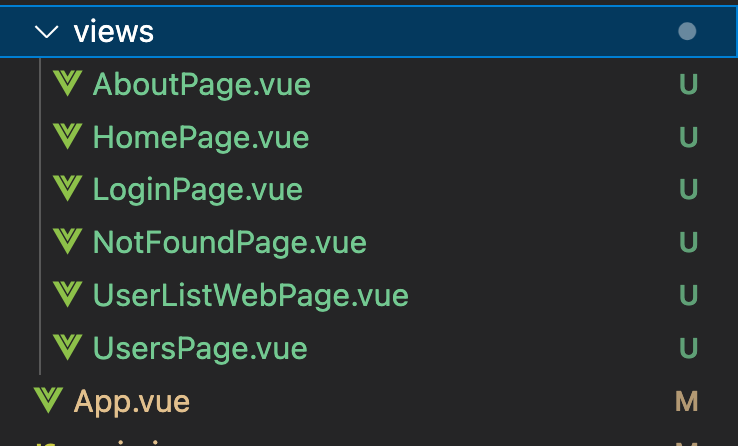 views
AboutPage.vue U
HomePage.vue U
LoginPage.vue U
NotFoundPage.vue U
UserListWebPage.vue U
UsersPage.vue U
App.vue M